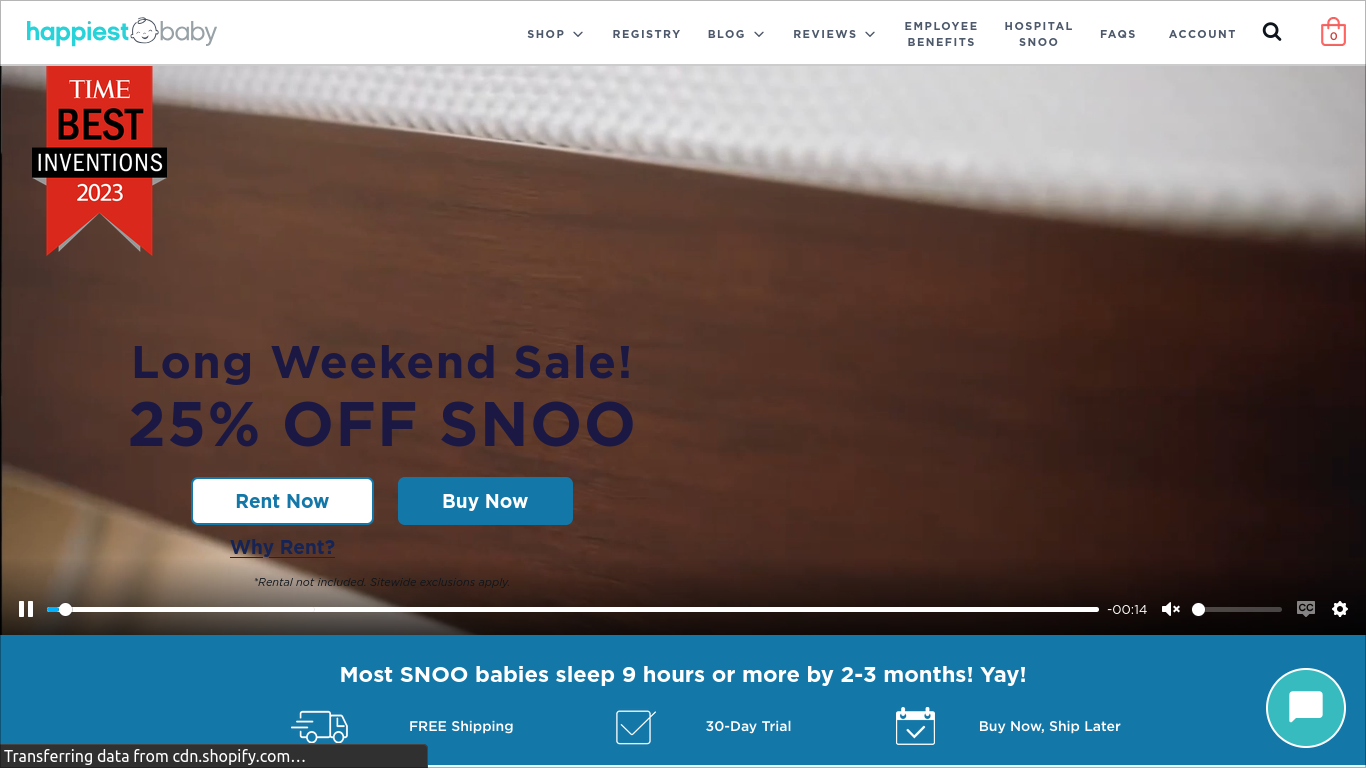 happiest baby
SHOP
REGISTRY
BLOG
REVIEWS
EMPLOYEE
BENEFITS
HOSPITAL
SNOO
FAQS
ACCOUNT
0
TIME
BEST
INVENTIONS
2023
Long Weekend Sale!
25% OFF SNOO
Rent Now
Buy Now
Why Rent?
*Rental not included. Sitewide exclusions apply.
-00:14
CC
Most SNOO babies sleep 9 hours or more by 2-3 months! Yay!
FREE Shipping
30-Day Trial
Buy Now, Ship Later
Transferring data from cdn.shopify.com…